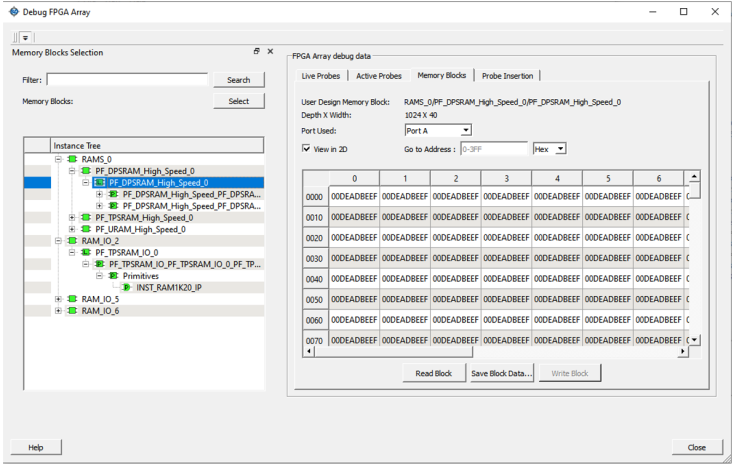 Debug FPGA Array
Memory Blocks Selection
Filter:
Search
Memory Blocks:
Select
Instance Tree
RAMS_0
PF_DPSRAM_High_Speed_0
PF_DPSRAM_High_Speed_0
PF_DPSRAM_High_Speed_PF_DPSRA...
PF_DPSRAM_High_Speed_PF_DPSRA...
PF_TPSRAM_High_Speed_0
PF_URAM_High_Speed_0
RAM_IO_2
PF_TPSRAM_IO_0
PF_TPSRAM_IO_PF_TPSRAM_IO_0_PF_TP...
Primitives
INST_RAM1K20_IP
RAM_IO_5
RAM_IO_6
FPGA Array debug data
Live Probes Active Probes Memory Blocks Probe Insertion
User Design Memory Block: RAMS_0/PF_DPSRAM_High_Speed_0/PF_DPSRAM_High_Speed_0
Depth X Width: 1024 X 40
Port Used: Port A
View in 2D Go to Address : 0-3FF Hex
0 1 2 3 4 5 6
0000 00DEADBEEF 00DEADBEEF 00DEADBEEF 00DEADBEEF 00DEADBEEF 00DEADBEEF 00DEADBEEF
0010 00DEADBEEF 00DEADBEEF 00DEADBEEF 00DEADBEEF 00DEADBEEF 00DEADBEEF 00DEADBEEF
0020 00DEADBEEF 00DEADBEEF 00DEADBEEF 00DEADBEEF 00DEADBEEF 00DEADBEEF 00DEADBEEF
0030 00DEADBEEF 00DEADBEEF 00DEADBEEF 00DEADBEEF 00DEADBEEF 00DEADBEEF 00DEADBEEF
0040 00DEADBEEF 00DEADBEEF 00DEADBEEF 00DEADBEEF 00DEADBEEF 00DEADBEEF 00DEADBEEF
0050 00DEADBEEF 00DEADBEEF 00DEADBEEF 00DEADBEEF 00DEADBEEF 00DEADBEEF 00DEADBEEF
0060 00DEADBEEF 00DEADBEEF 00DEADBEEF 00DEADBEEF 00DEADBEEF 00DEADBEEF 00DEADBEEF
0070 00DEADBEEF 00DEADBEEF 00DEADBEEF 00DEADBEEF 00DEADBEEF 00DEADBEEF 00DEADBEEF
Read Block Save Block Data... Write Block
Help Close